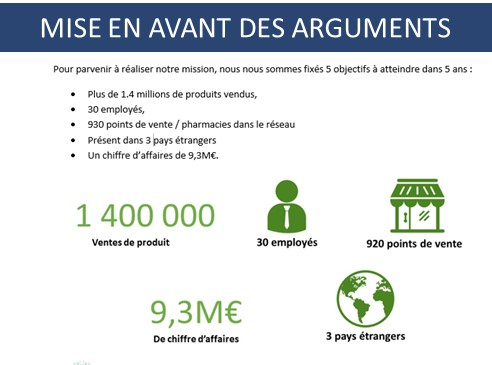 MISE EN AVANT DES ARGUMENTS
Pour parvenir à réaliser notre mission, nous nous sommes fixés 5 objectifs à atteindre dans 5 ans :
• Plus de 1.4 millions de produits vendus,
• 30 employés,
• 930 points de vente / pharmacies dans le réseau
• Présent dans 3 pays étrangers
• Un chiffre d'affaires de 9,3M€.
1 400 000
Ventes de produit
30 employés
920 points de vente
9,3M€
De chiffre d'affaires
3 pays étrangers